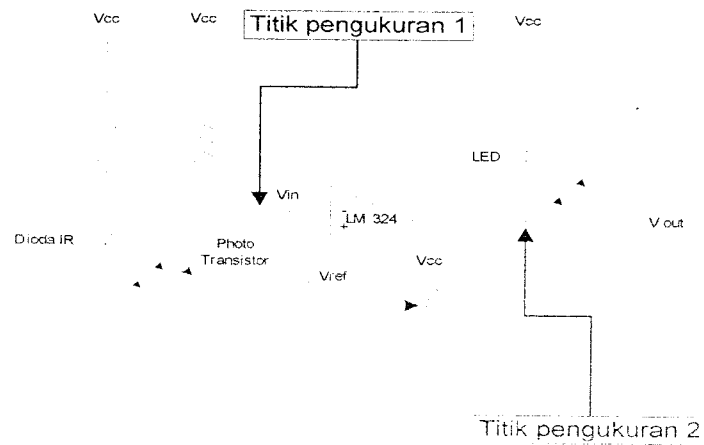 Vcc
Vcc
Titik pengukuran 1
Vcc
LED
Vin
LM 324
V out
Dioda IR
Photo
Transistor
Vref
Vcc
Titik pengukuran 2